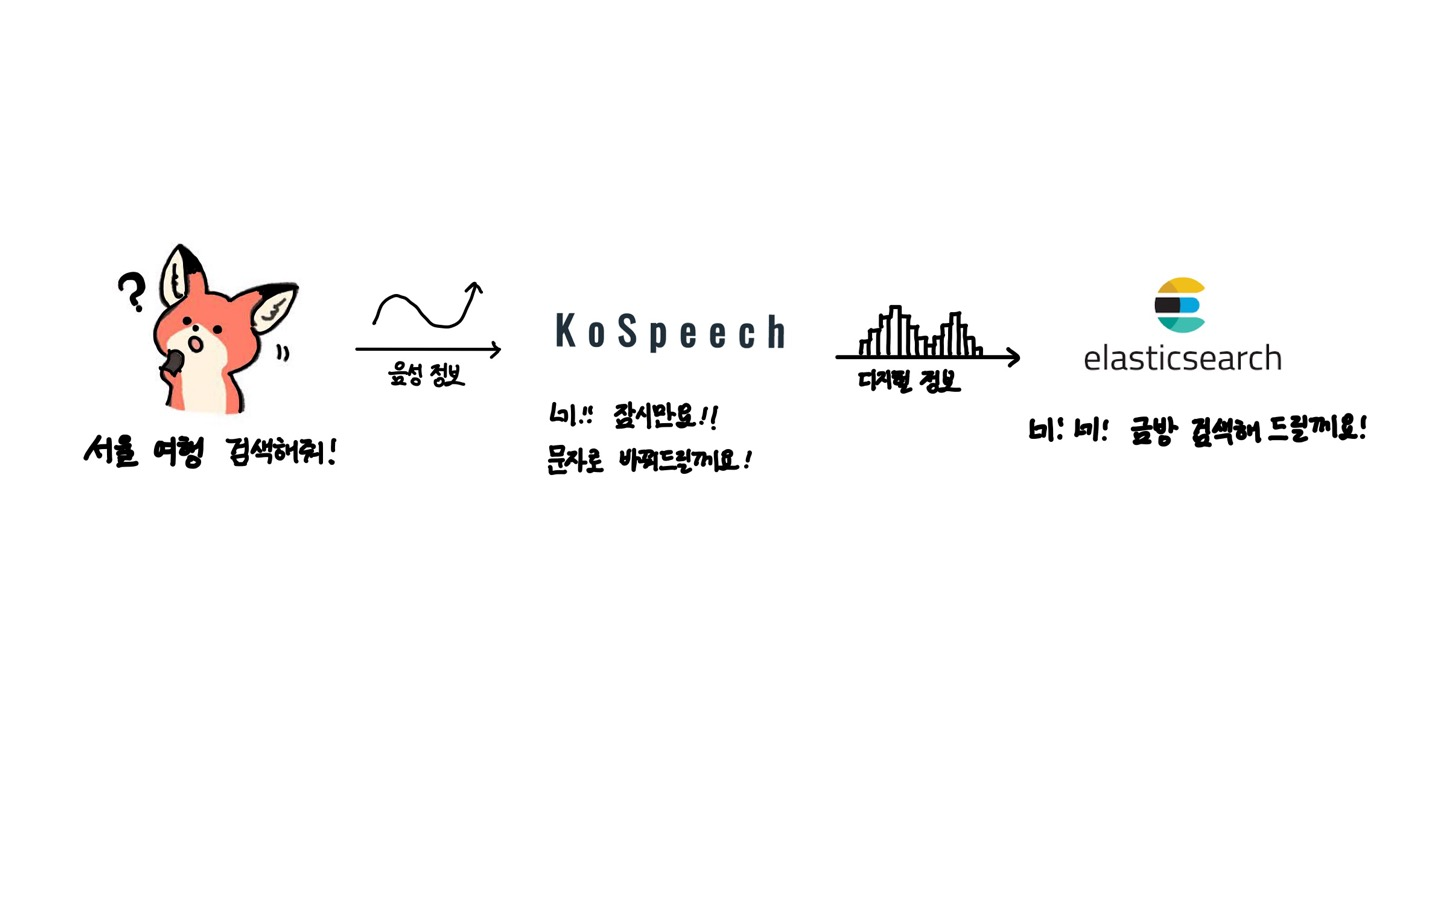 ?
서울 여행 검색해줘!
음성 정보
KoSpeech
네!! 잠시만요!!
문자로 바꿔드릴께요!
디지털 정보
elasticsearch
네! 네! 금방 검색해 드릴께요!